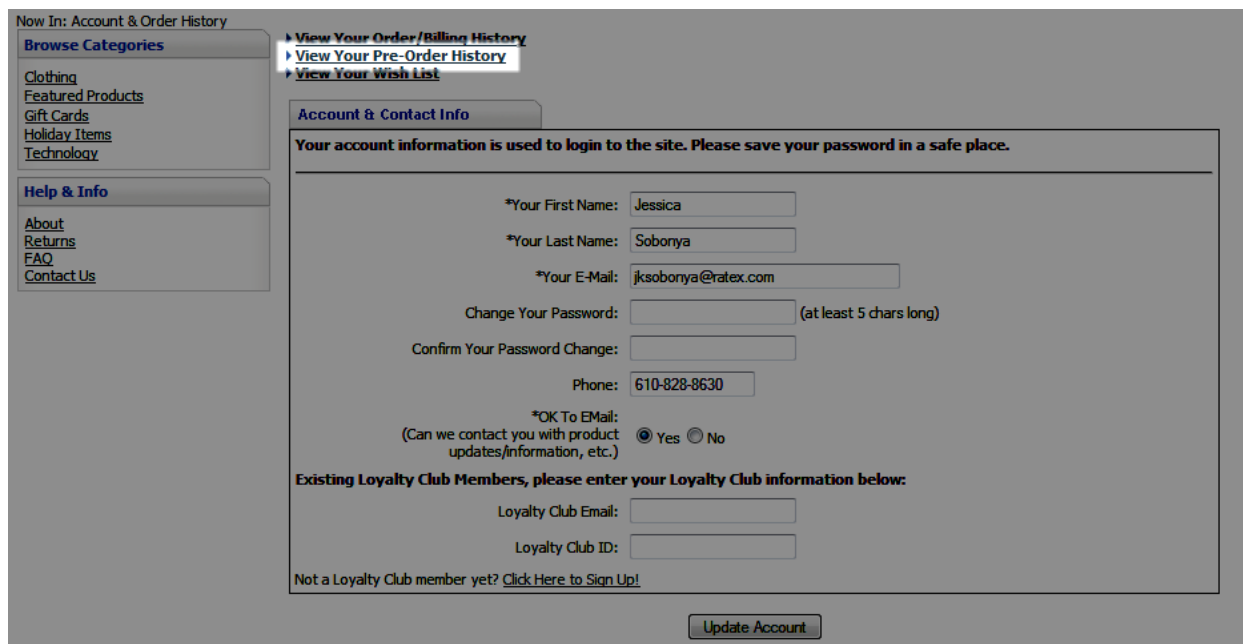 Now In: Account & Order History
Browse Categories
Clothing
Featured Products
Gift Cards
Holiday Items
Technology
Help & Info
About
Returns
FAQ
Contact Us
View Your Order/Billing History
View Your Pre-Order History
View Your Wish List
Account & Contact Info
Your account information is used to login to the site. Please save your password in a safe place.
*Your First Name: Jessica
*Your Last Name: Sobonya
*Your E-Mail: jksobonya@ratex.com
Change Your Password: (at least 5 chars long)
Confirm Your Password Change:
Phone: 610-828-8630
*OK To EMail:
(Can we contact you with product
updates/information, etc.) Yes No
Existing Loyalty Club Members, please enter your Loyalty Club information below:
Loyalty Club Email:
Loyalty Club ID:
Not a Loyalty Club member yet? Click Here to Sign Up!
Update Account